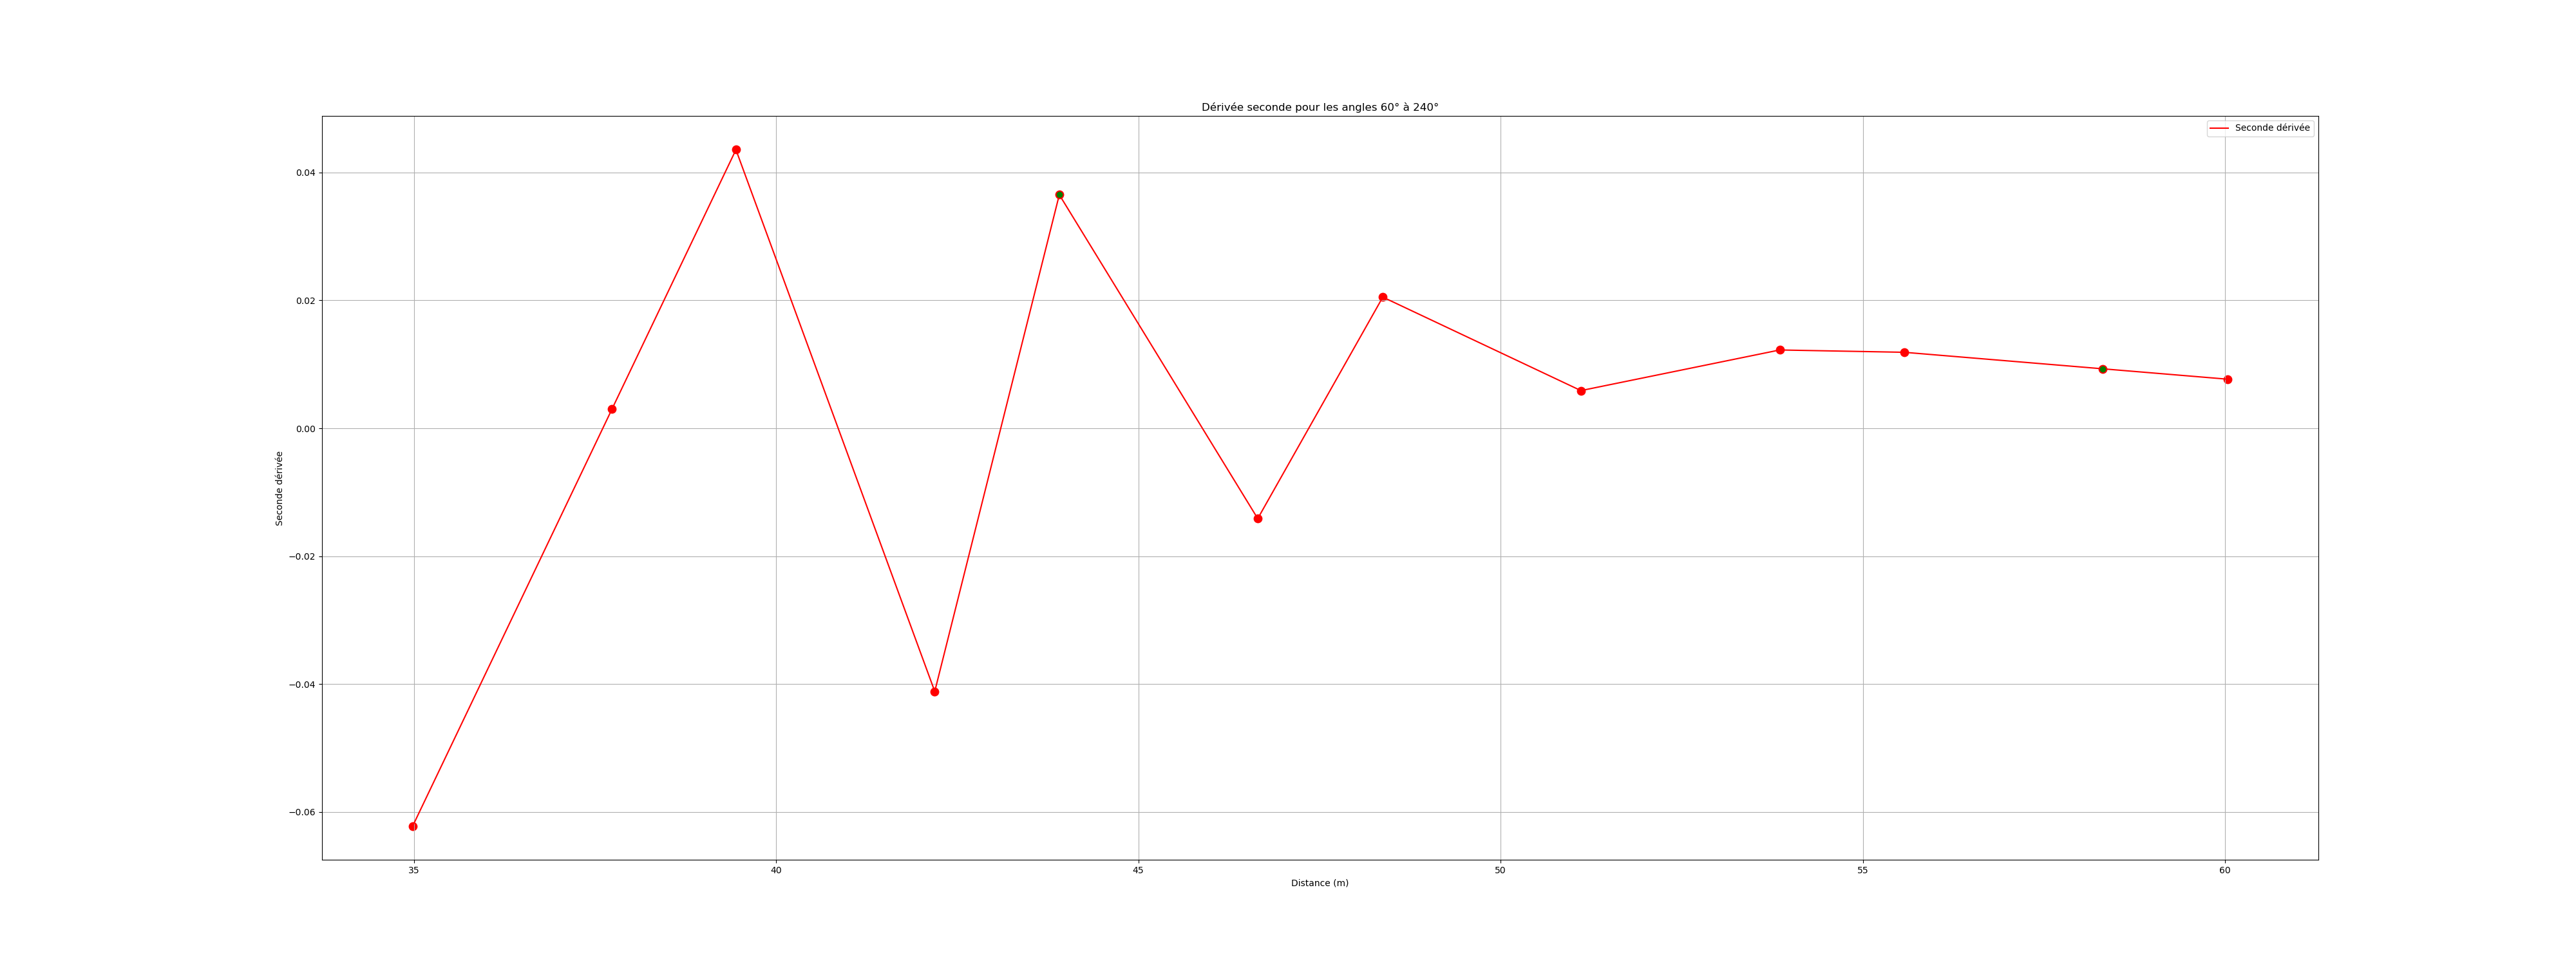 Dérivée seconde pour les angles 60° à 240°
Seconde dérivée
0.04
0.02
0.00
−0.02
−0.04
−0.06
Seconde dérivée
35 40 45 50 55 60
Distance (m)